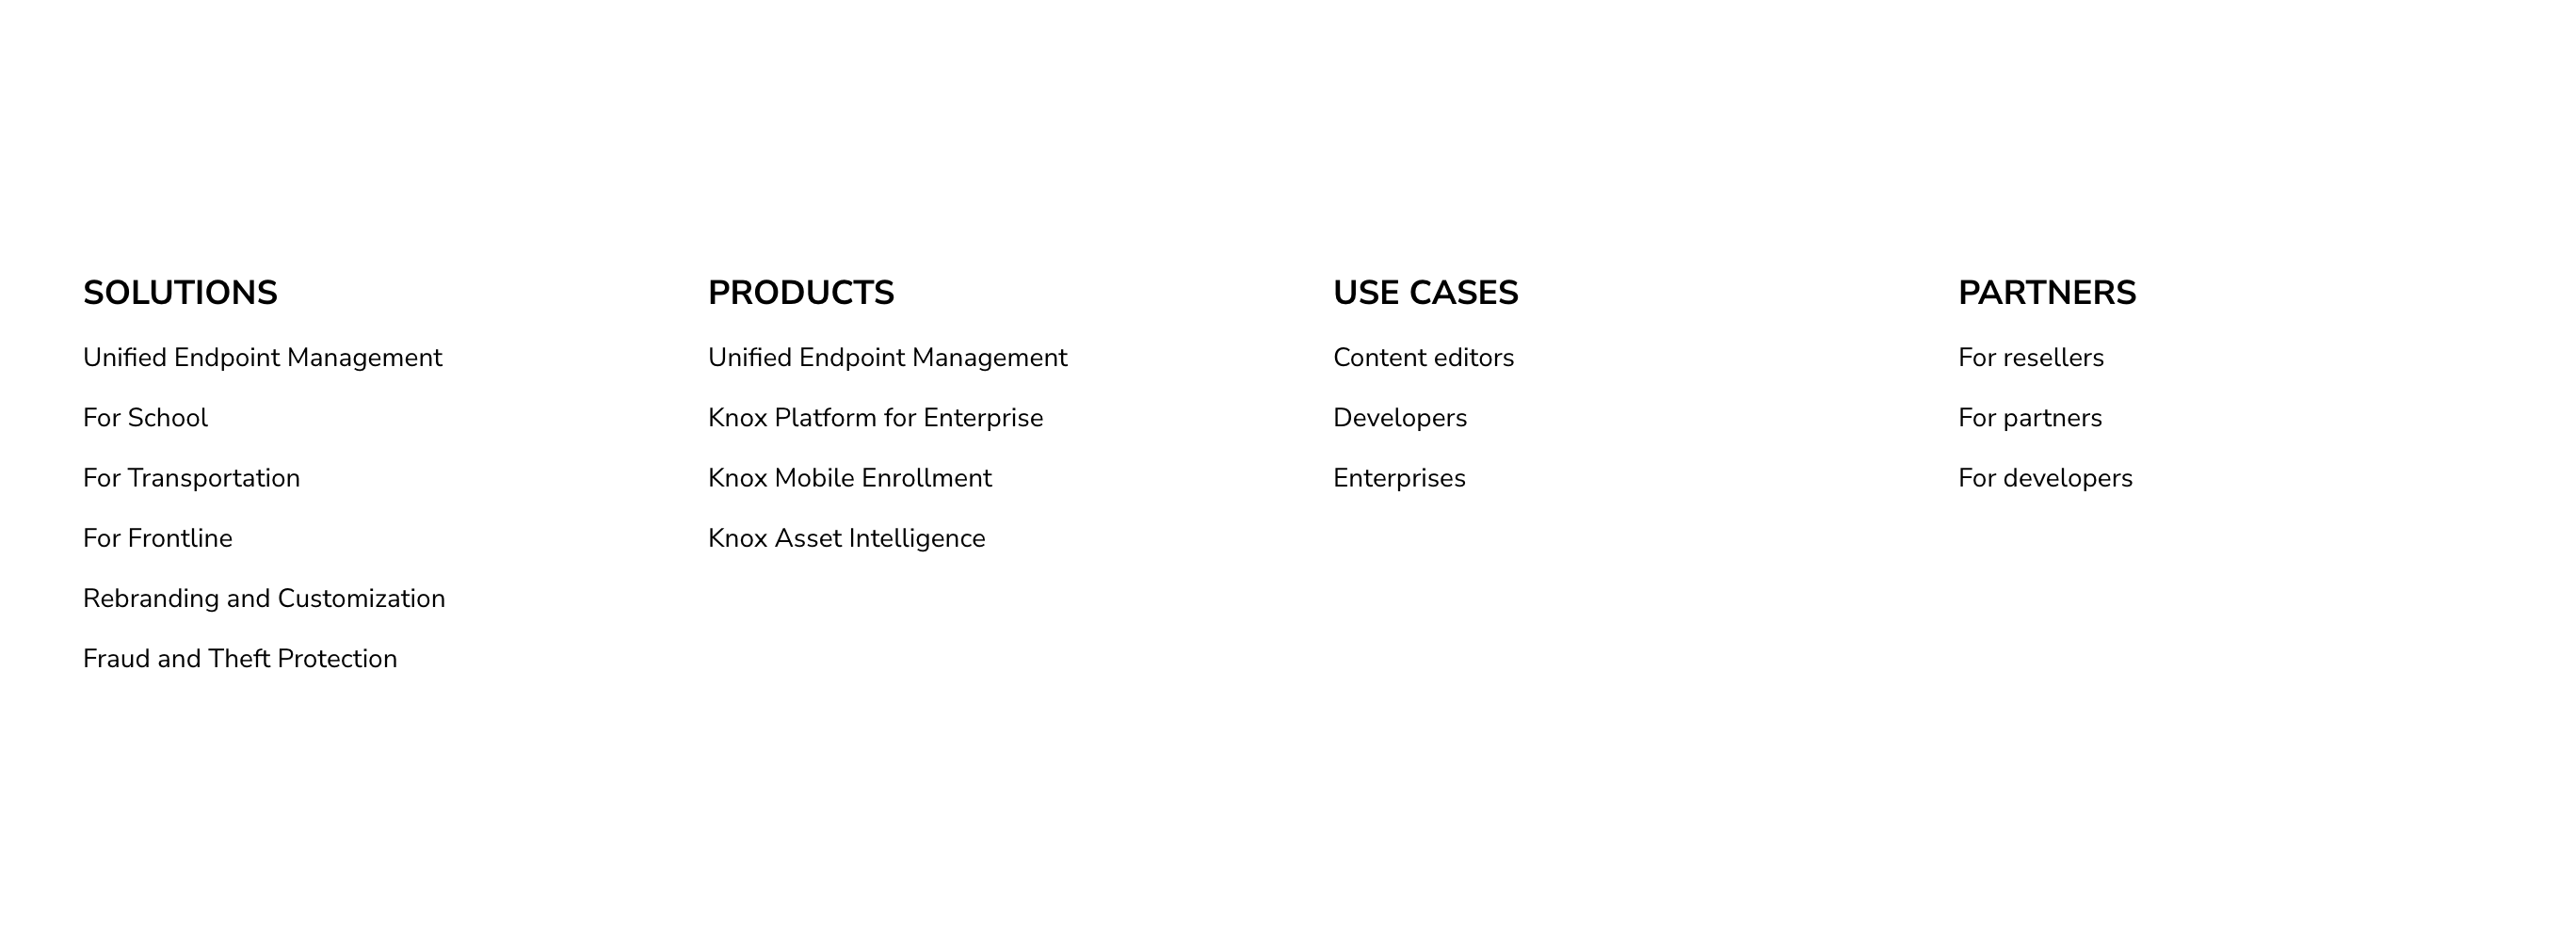 SOLUTIONS
Unified Endpoint Management
For School
For Transportation
For Frontline
Rebranding and Customization
Fraud and Theft Protection
PRODUCTS
Unified Endpoint Management
Knox Platform for Enterprise
Knox Mobile Enrollment
Knox Asset Intelligence
USE CASES
Content editors
Developers
Enterprises
PARTNERS
For resellers
For partners
For developers